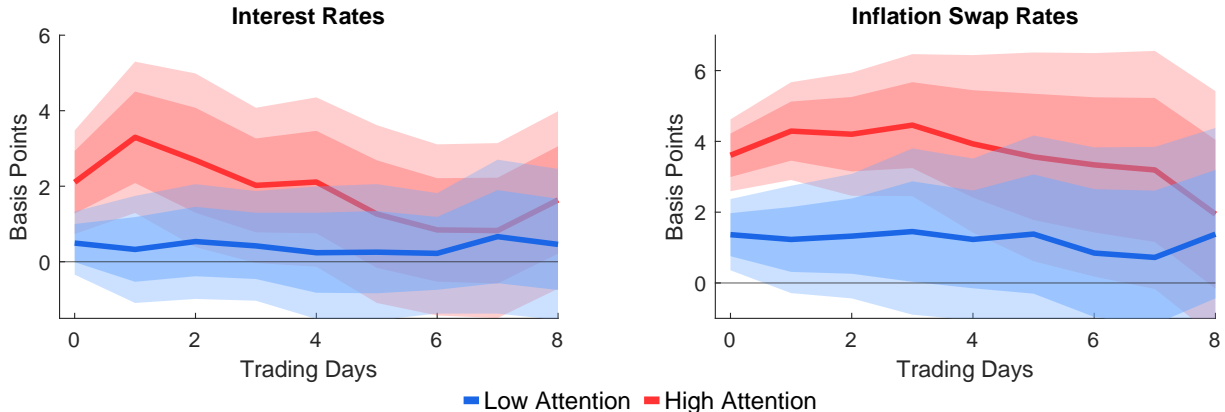 Interest Rates
Basis Points
6
4
2
0
0 2 4 6 8
Trading Days
Inflation Swap Rates
Basis Points
6
4
2
0
0 2 4 6 8
Trading Days
Low Attention High Attention